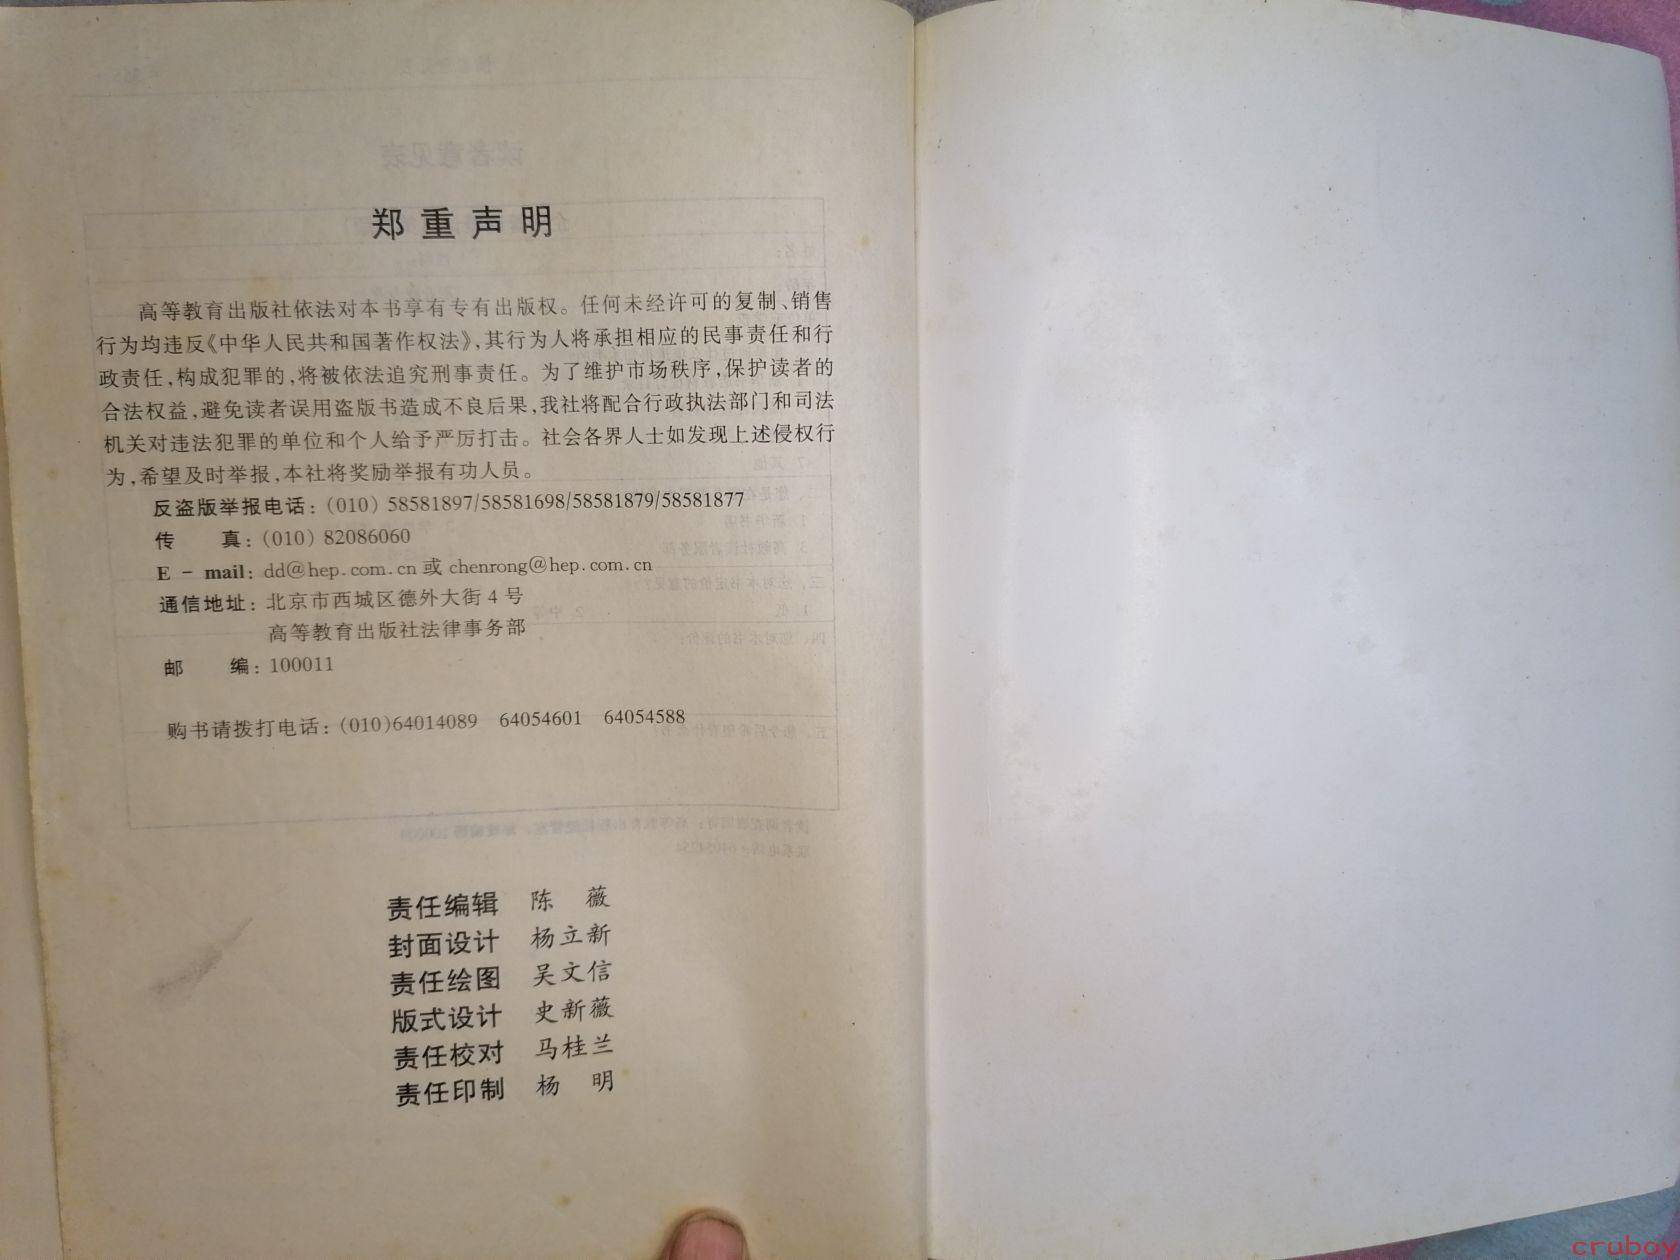 郑重声明
高等教育出版社依法对本书享有专有出版权。任何未经许可的复制、销售
行为均违反《中华人民共和国著作权法》,其行为人将承担相应的民事责任和行
政责任,构成犯罪的,将被依法追究刑事责任。为了维护市场秩序,保护读者的
合法权益,避免读者误用盗版书造成不良后果,我社将配合行政执法部门和司法
机关对违法犯罪的单位和个人给予严厉打击。社会各界人士如发现上述侵权行
为,希望及时举报,本社将奖励举报有功人员。
反盗版举报电话:(010) 58581897/58581698/58581879/58581877
传 真:(010) 82086060
E - mail: dd@hep.com.cn 或 chenrong@hep.com.cn
通信地址:北京市西城区德外大街 4 号
高等教育出版社法律事务部
邮 编:100011
购书请拨打电话:(010)64014089 64054601 64054588
责任编辑 陈 薇
封面设计 杨立新
责任绘图 吴文信
版式设计 史新薇
责任校对 马桂兰
责任印制 杨 明
cruboy